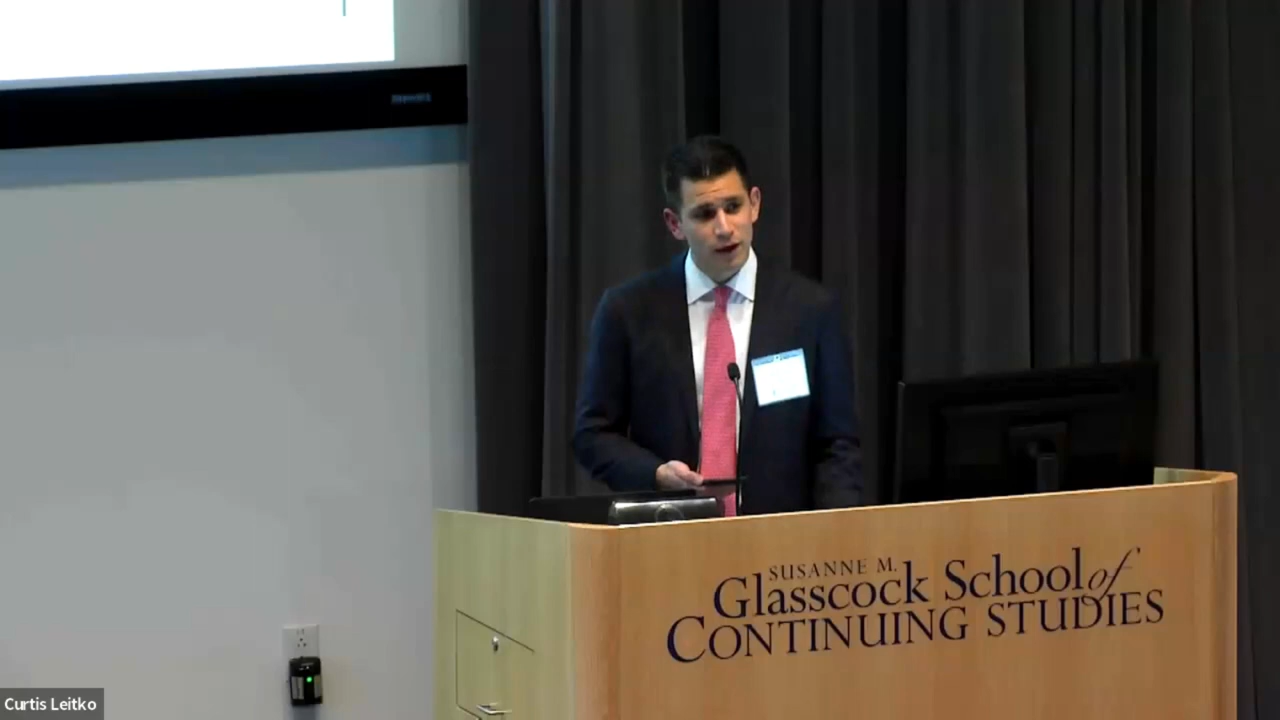 SUSANNE M.
Glasscock School of
CONTINUING STUDIES
Curtis Leitko